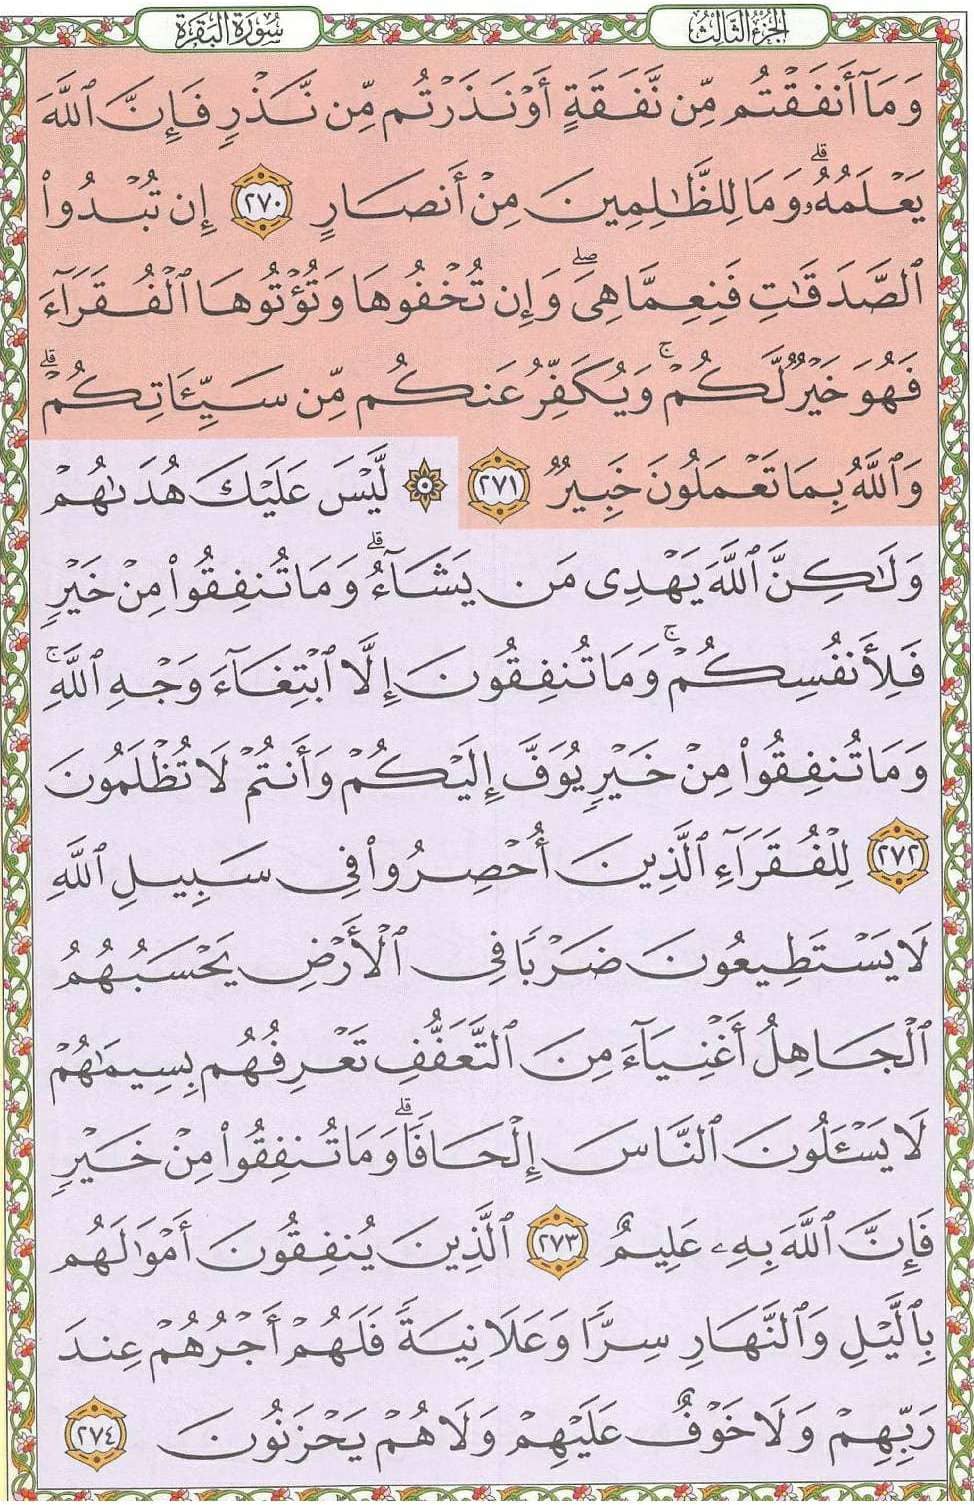 الجزء الثالث
سورة البقرة
وَمَآ أَنفَقْتُم مِّن نَّفَقَةٍ أَوْ نَذَرْتُم مِّن نَّذْرٍ فَإِنَّ ٱللَّهَ
يَعْلَمُهُۥۗ وَمَا لِلظَّـٰلِمِينَ مِنْ أَنصَارٍ ٢٧٠ إِن تُبْدُوا۟
ٱلصَّدَقَـٰتِ فَنِعِمَّا هِىَۖ وَإِن تُخْفُوهَا وَتُؤْتُوهَا ٱلْفُقَرَآءَ
فَهُوَ خَيْرٌ لَّكُمْۚ وَيُكَفِّرُ عَنكُم مِّن سَيِّـَٔاتِكُمْۗ
وَٱللَّهُ بِمَا تَعْمَلُونَ خَبِيرٌ ٢٧١ ۞ لَّيْسَ عَلَيْكَ هُدَىٰهُمْ
وَلَـٰكِنَّ ٱللَّهَ يَهْدِى مَن يَشَآءُۗ وَمَا تُنفِقُوا۟ مِنْ خَيْرٍ
فَلِأَنفُسِكُمْۚ وَمَا تُنفِقُونَ إِلَّا ٱبْتِغَآءَ وَجْهِ ٱللَّهِۚ
وَمَا تُنفِقُوا۟ مِنْ خَيْرٍ يُوَفَّ إِلَيْكُمْ وَأَنتُمْ لَا تُظْلَمُونَ
٢٧٢ لِلْفُقَرَآءِ ٱلَّذِينَ أُحْصِرُوا۟ فِى سَبِيلِ ٱللَّهِ
لَا يَسْتَطِيعُونَ ضَرْبًا فِى ٱلْأَرْضِ يَحْسَبُهُمُ
ٱلْجَاهِلُ أَغْنِيَآءَ مِنَ ٱلتَّعَفُّفِ تَعْرِفُهُم بِسِيمَـٰهُمْ
لَا يَسْـَٔلُونَ ٱلنَّاسَ إِلْحَافًاۗ وَمَا تُنفِقُوا۟ مِنْ خَيْرٍ
فَإِنَّ ٱللَّهَ بِهِۦ عَلِيمٌ ٢٧٣ ٱلَّذِينَ يُنفِقُونَ أَمْوَٰلَهُم
بِٱلَّيْلِ وَٱلنَّهَارِ سِرًّا وَعَلَانِيَةً فَلَهُمْ أَجْرُهُمْ عِندَ
رَبِّهِمْ وَلَا خَوْفٌ عَلَيْهِمْ وَلَا هُمْ يَحْزَنُونَ ٢٧٤